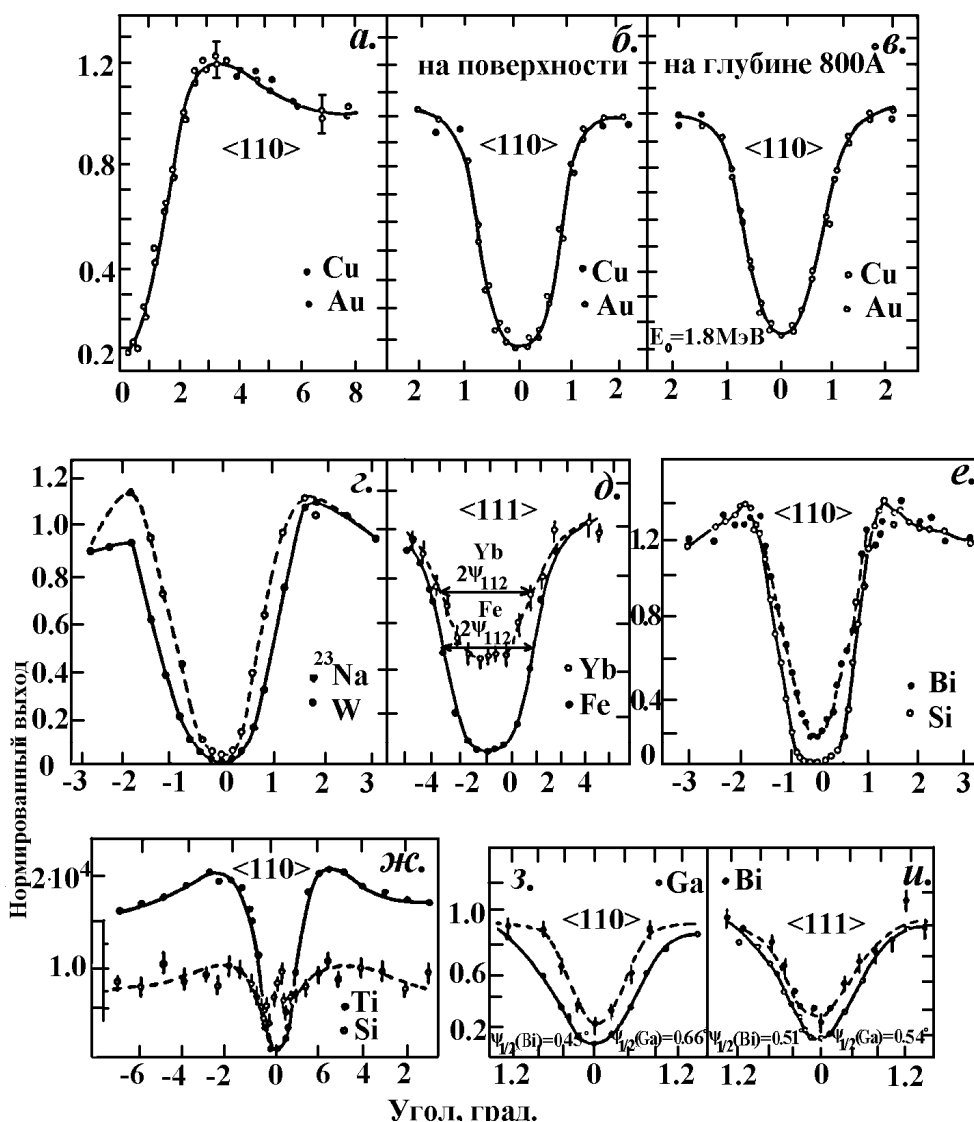 а.
<110>
Cu
Au
1.2
0.8
0.4
0.2
0 2 4 6 8
б.
на поверхности
<110>
Cu
Au
2 1 0 1 2
в.
на глубине 800Å
<110>
Cu
Au
E₀=1.8МэВ
2 1 0 1 2
Нормированный выход
г.
1.2
1.0
0.8
0.6
0.4
0.2
0
²³Na
W
-3 -2 -1 0 1 2 3
д.
<111>
Yb
2Ψ₁₁₂
Fe
2Ψ₁₁₂
Yb
Fe
-4 -2 0 2 4 6
е.
<110>
1.2
0.4
0
Bi
Si
-3 -2 -1 0 1 2 3
ж.
<110>
2·10⁴
1.0
Ti
Si
-6 -4 -2 0 6 4 2
з.
Ga
<110>
1.0
0.6
0.2
Ψ₁/₂(Bi)=0.45° Ψ₁/₂(Ga)=0.66°
1.2 0 1.2
и.
Bi
<111>
Ψ₁/₂(Bi)=0.51° Ψ₁/₂(Ga)=0.54°
1.2 0 1.2
Угол, град.